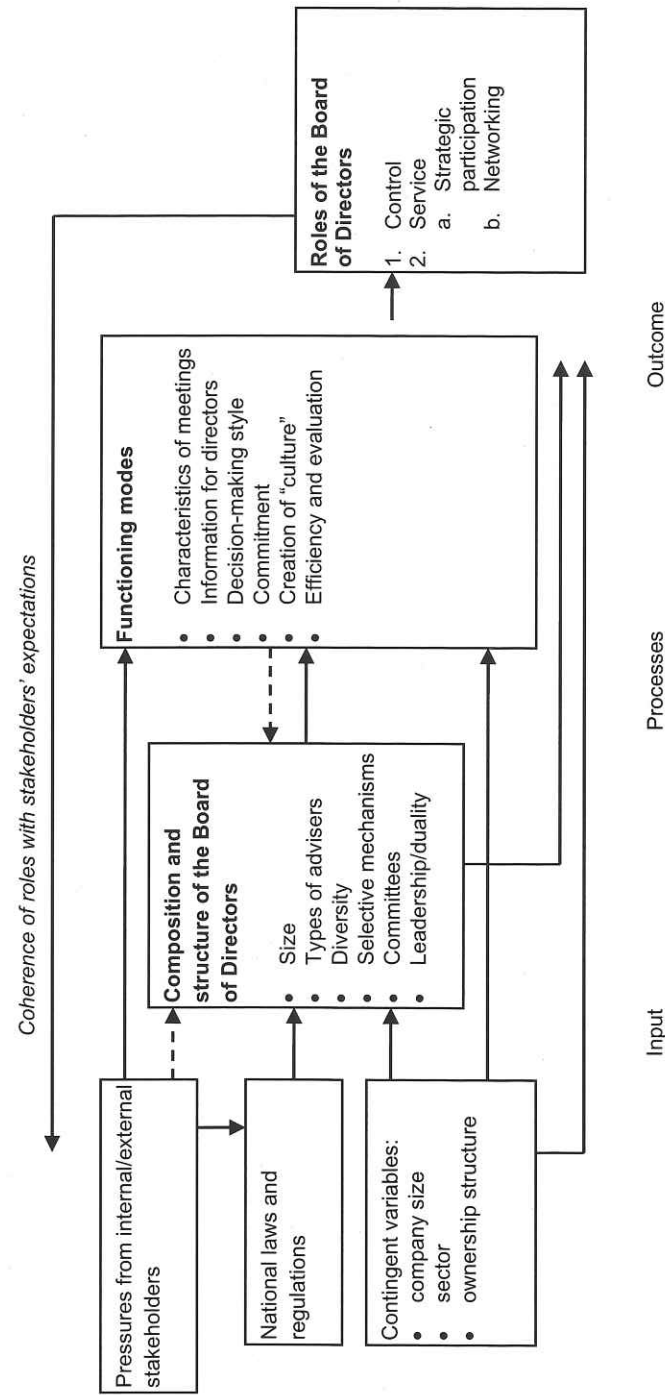 Coherence of roles with stakeholders' expectations
Pressures from internal/external
stakeholders
National laws and
regulations
Contingent variables:
• company size
• sector
• ownership structure
Composition and
structure of the Board
of Directors
• Size
• Types of advisers
• Diversity
• Selective mechanisms
• Committees
• Leadership/duality
Functioning modes
• Characteristics of meetings
• Information for directors
• Decision-making style
• Commitment
• Creation of “culture”
• Efficiency and evaluation
Roles of the Board
of Directors
1. Control
2. Service
a. Strategic
participation
b. Networking
Input
Processes
Outcome